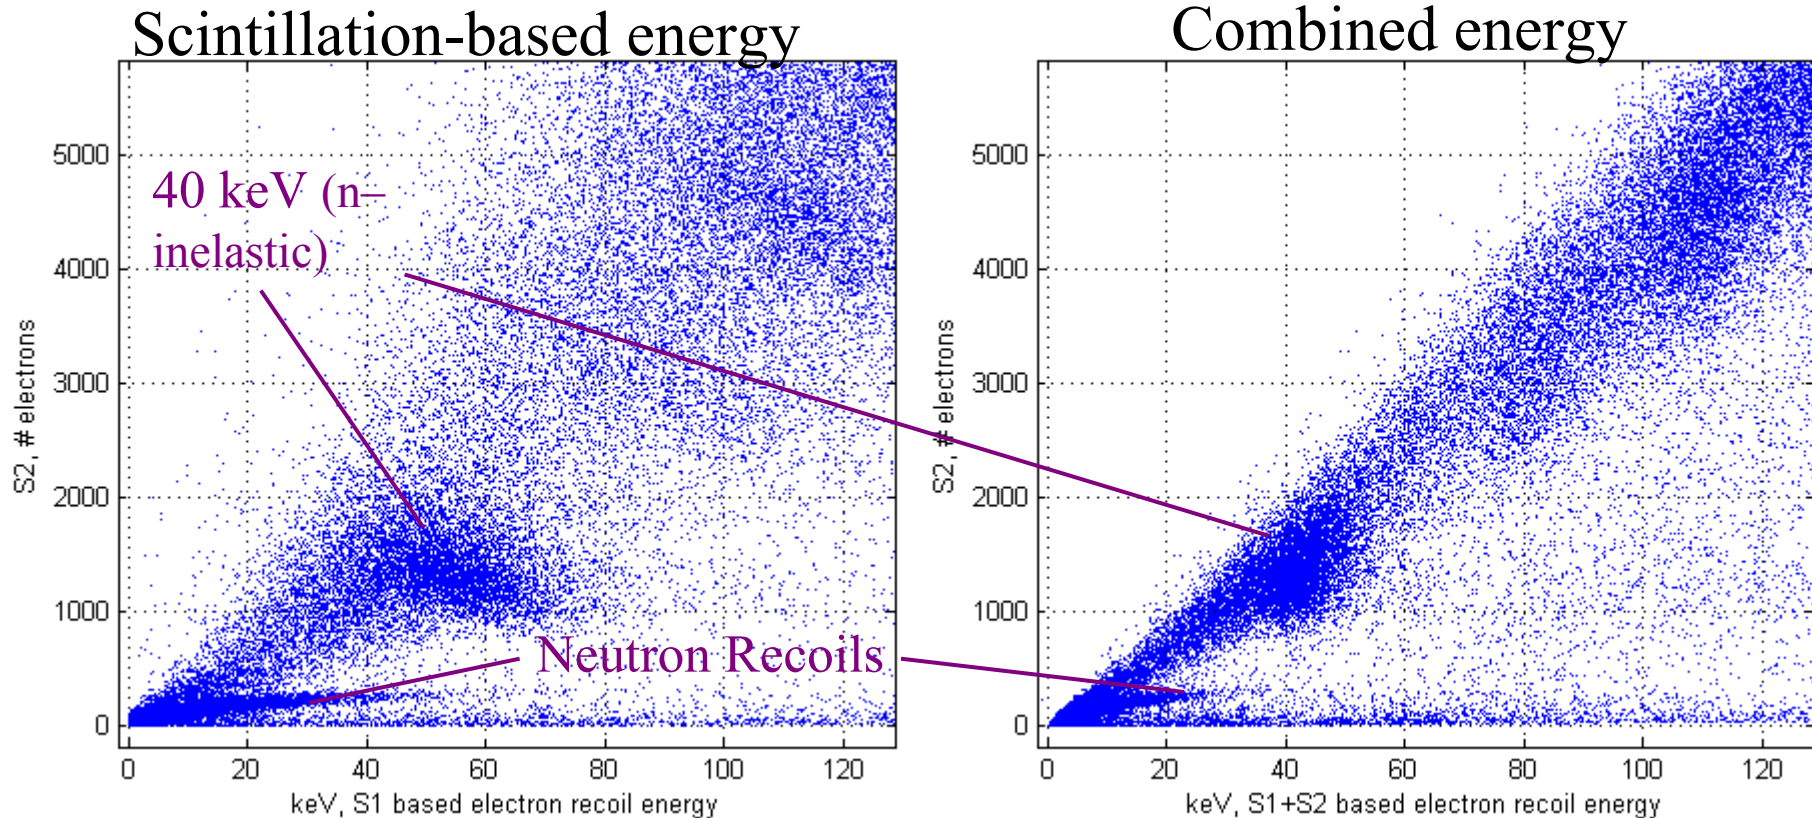 Scintillation-based energy
Combined energy
5000
4000
3000
2000
1000
0
S2, # electrons
40 keV (n–
inelastic)
Neutron Recoils
0
20
40
60
80
100
120
keV, S1 based electron recoil energy
5000
4000
3000
2000
1000
0
S2, # electrons
0
20
40
60
80
100
120
keV, S1+S2 based electron recoil energy